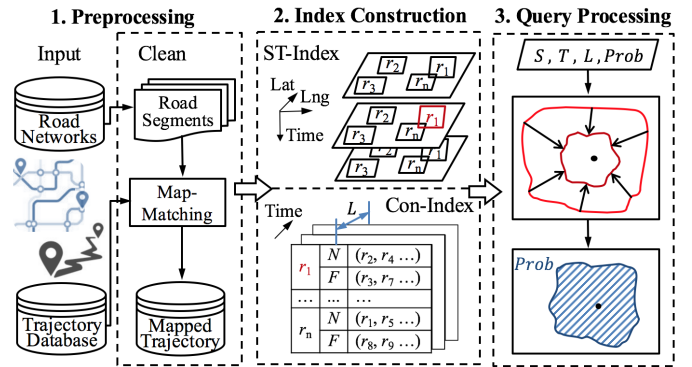 1. Preprocessing
Input
Clean
Road
Networks
Road
Segments
Map-
Matching
Trajectory
Database
Mapped
Trajectory
2. Index Construction
ST-Index
r2
r1
r3
rn
Lat
Lng
Time
r2
r1
r3
rn
2
1
r3
rn
Time
L
Con-Index
r1
N
(r2, r4 ...)
F
(r3, r7 ...)
...
...
...
rn
N
(r1, r5 ...)
F
(r8, r9 ...)
3. Query Processing
S , T , L , Prob
Prob